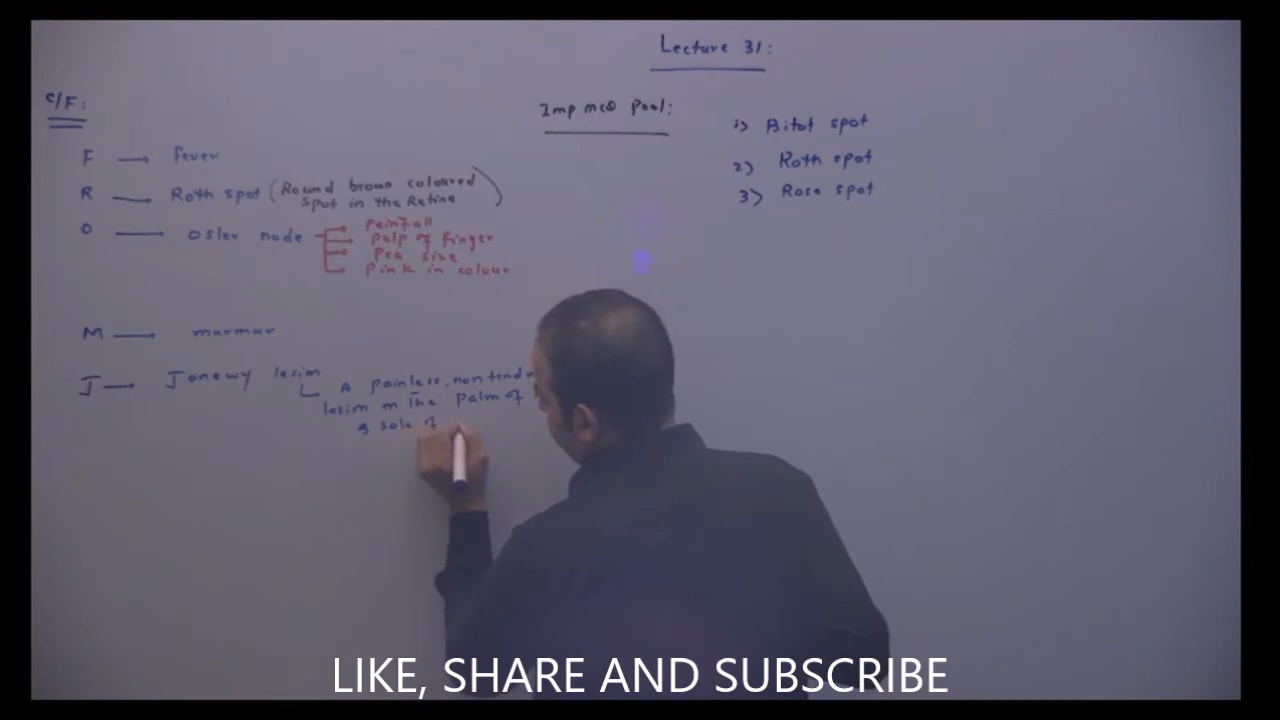 Lecture 31:
C/F:
Imp mcQ Pool:
1) Bitot spot
2) Roth spot
3) Rose spot
F → fever
R → Roth spot (Round brown coloured
spot in the Retina)
O → osler node
Painfull
Pulp of finger
Pea size
Pink in colour
M → murmur
J → Janewy lesion
A painless, non tend
lesion on the Palm of
& sole of
LIKE, SHARE AND SUBSCRIBE